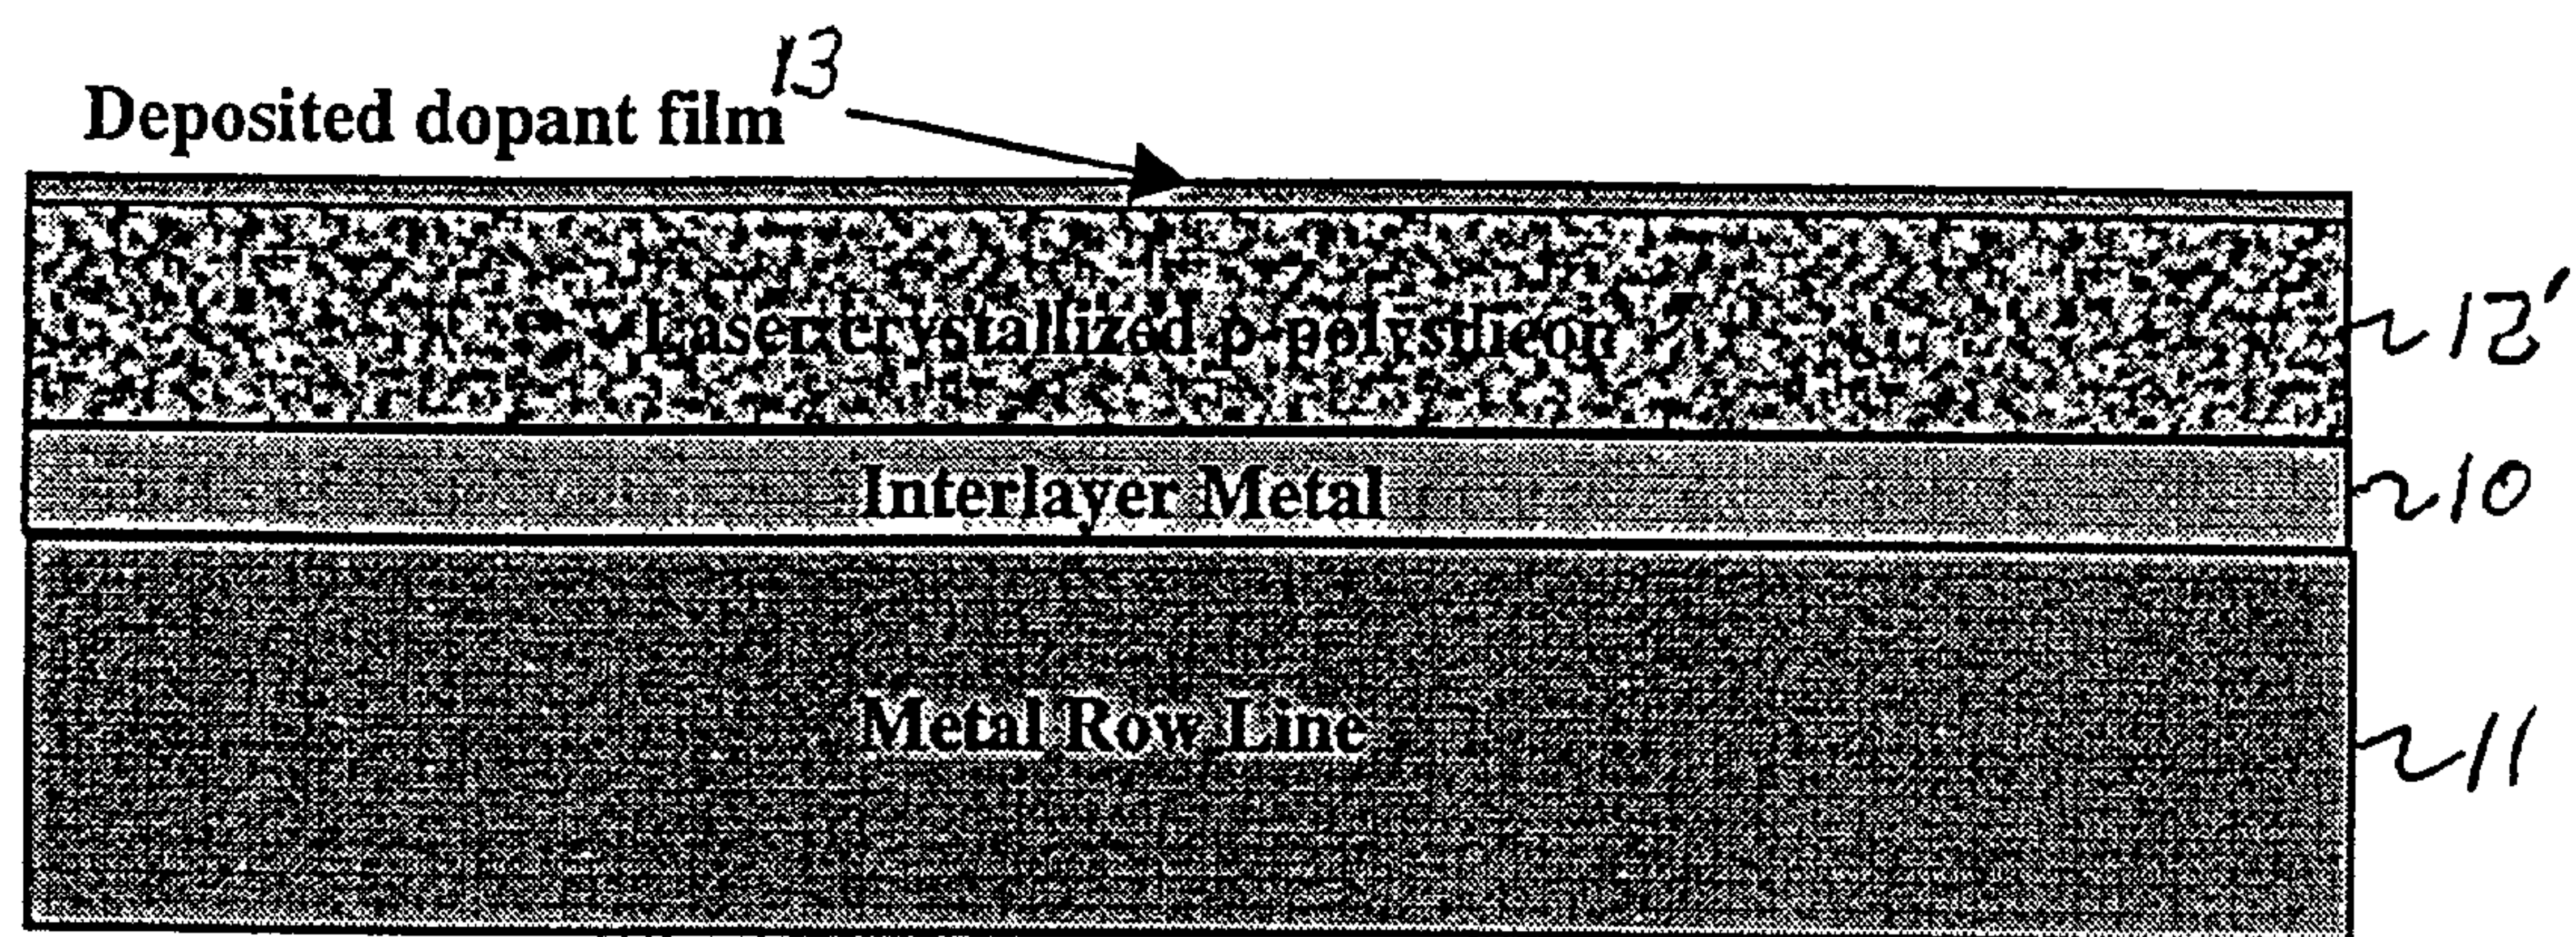 13
Deposited dopant film
Laser crystallized p-polysilicon
12'
Interlayer Metal
10
Metal Row Line
11